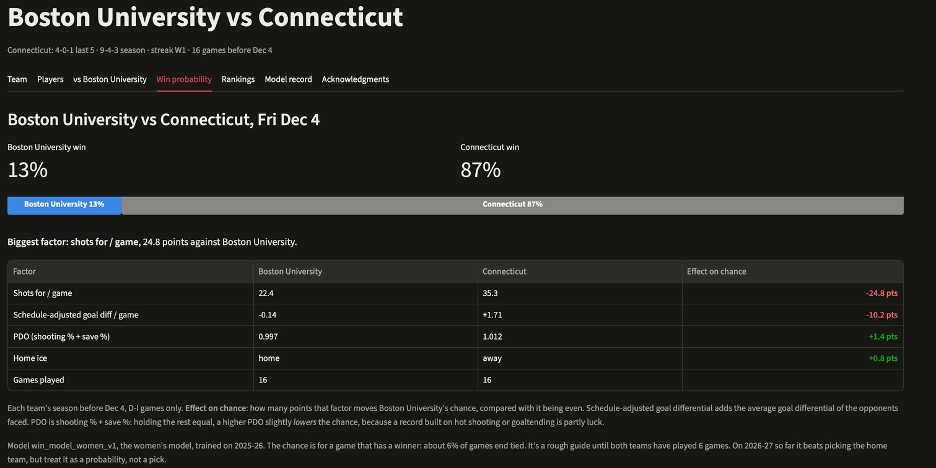 Boston University vs Connecticut
Connecticut: 4-0-1 last 5 · 9-4-3 season · streak W1 · 16 games before Dec 4
Team Players vs Boston University Win probability Rankings Model record Acknowledgments
Boston University vs Connecticut, Fri Dec 4
Boston University win Connecticut win
13% 87%
Boston University 13% Connecticut 87%
Biggest factor: shots for / game, 24.8 points against Boston University.
Factor Boston University Connecticut Effect on chance
Shots for / game 22.4 35.3 -24.8 pts
Schedule-adjusted goal diff / game -0.14 +1.71 -10.2 pts
PDO (shooting % + save %) 0.997 1.012 +1.4 pts
Home ice home away +0.8 pts
Games played 16 16
Each team's season before Dec 4, D-I games only. Effect on chance: how many points that factor moves Boston University's chance, compared with it being even. Schedule-adjusted goal differential adds the average goal differential of the opponents
faced. PDO is shooting % + save %: holding the rest equal, a higher PDO slightly lowers the chance, because a record built on hot shooting or goaltending is partly luck.
Model win_model_women_v1, the women's model, trained on 2025-26. The chance is for a game that has a winner: about 6% of games end tied. It's a rough guide until both teams have played 6 games. On 2026-27 so far it beats picking the home
team, but treat it as a probability, not a pick.